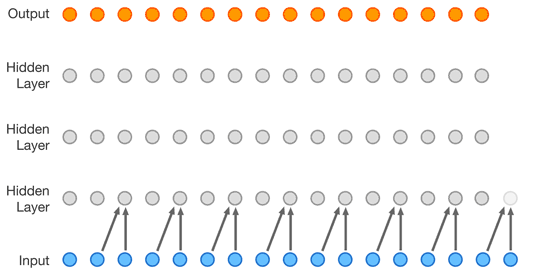 Output
Hidden
Layer
Hidden
Layer
Hidden
Layer
Input